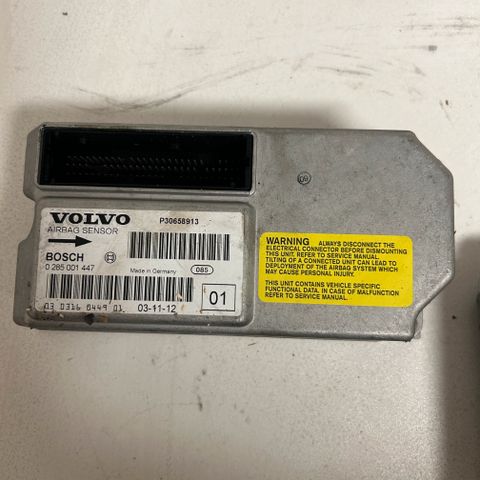 VOLVO
P30658913
AIRBAG SENSOR
BOSCH
0 285 001 447
Made in Germany
085
03 0316 0449 01
03-11-12
01
09
WARNING ALWAYS DISCONNECT THE
ELECTRICAL CONNECTOR BEFORE DISMOUNTING
THIS UNIT. REFER TO SERVICE MANUAL.
TILTING OF A CONNECTED UNIT CAN LEAD TO
DEPLOYMENT OF THE AIRBAG SYSTEM WHICH
MAY CAUSE PERSONAL INJURY.
THIS UNIT CONTAINS VEHICLE SPECIFIC
FUNCTIONAL DATA. IN CASE OF MALFUNCTION
REFER TO SERVICE MANUAL.